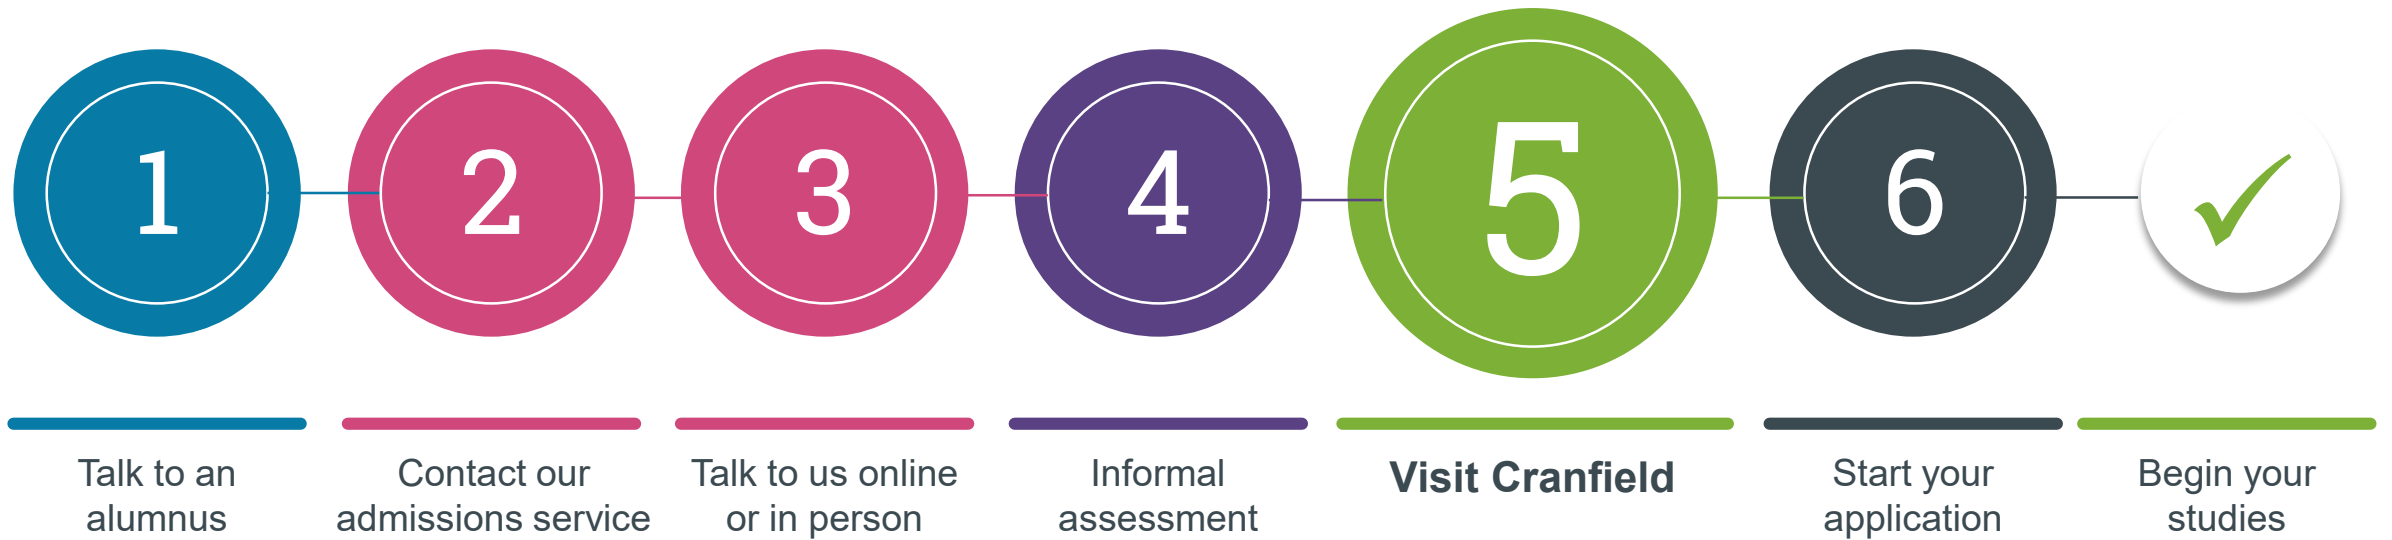 1
2
3
4
5
6
Talk to an
alumnus
Contact our
admissions service
Talk to us online
or in person
Informal
assessment
Visit Cranfield
Start your
application
Begin your
studies